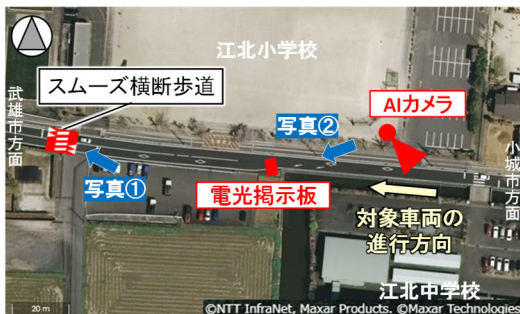 江北小学校
スムーズ横断歩道
AIカメラ
武雄市方面
写真②
小城市方面
写真①
電光掲示板
対象車両の
進行方向
江北中学校
20 m
©NTT InfraNet, Maxar Products. ©Maxar Technologies